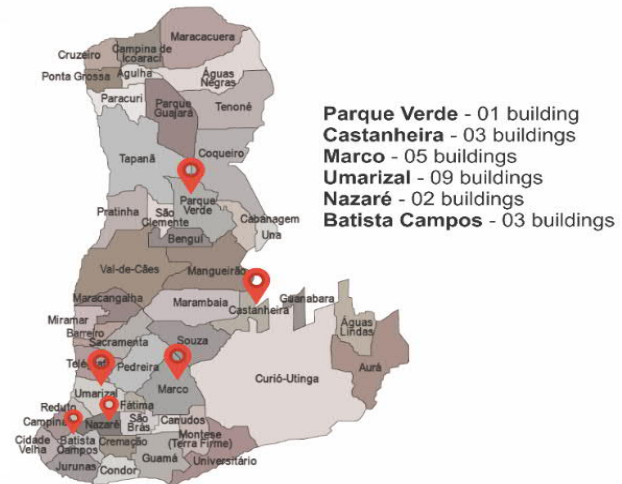 Maracacuera
Cruzeiro
Campina de
Icoaraci
Ponta Grossa
Agulha
Águas
Negras
Paracuri
Parque
Guajará
Tenoné
Tapanã
Coqueiro
Parque
Verde
Pratinha
São
Clemente
Cabanagem
Una
Benguí
Val-de-Cães
Mangueirão
Maracangalha
Marambaia
Castanheira
Guanabara
Miramar
Barreiro
Sacramenta
Souza
Águas
Lindas
Pedreira
Curió-Utinga
Aurá
Marco
Umarizal
Reduto
Fátima
Campina
Nazaré
São
Brás
Canudos
Cidade
Velha
Batista
Campos
Cremação
Montese
(Terra Firme)
Guamá
Universitário
Jurunas
Condor
Parque Verde - 01 building
Castanheira - 03 buildings
Marco - 05 buildings
Umarizal - 09 buildings
Nazaré - 02 buildings
Batista Campos - 03 buildings